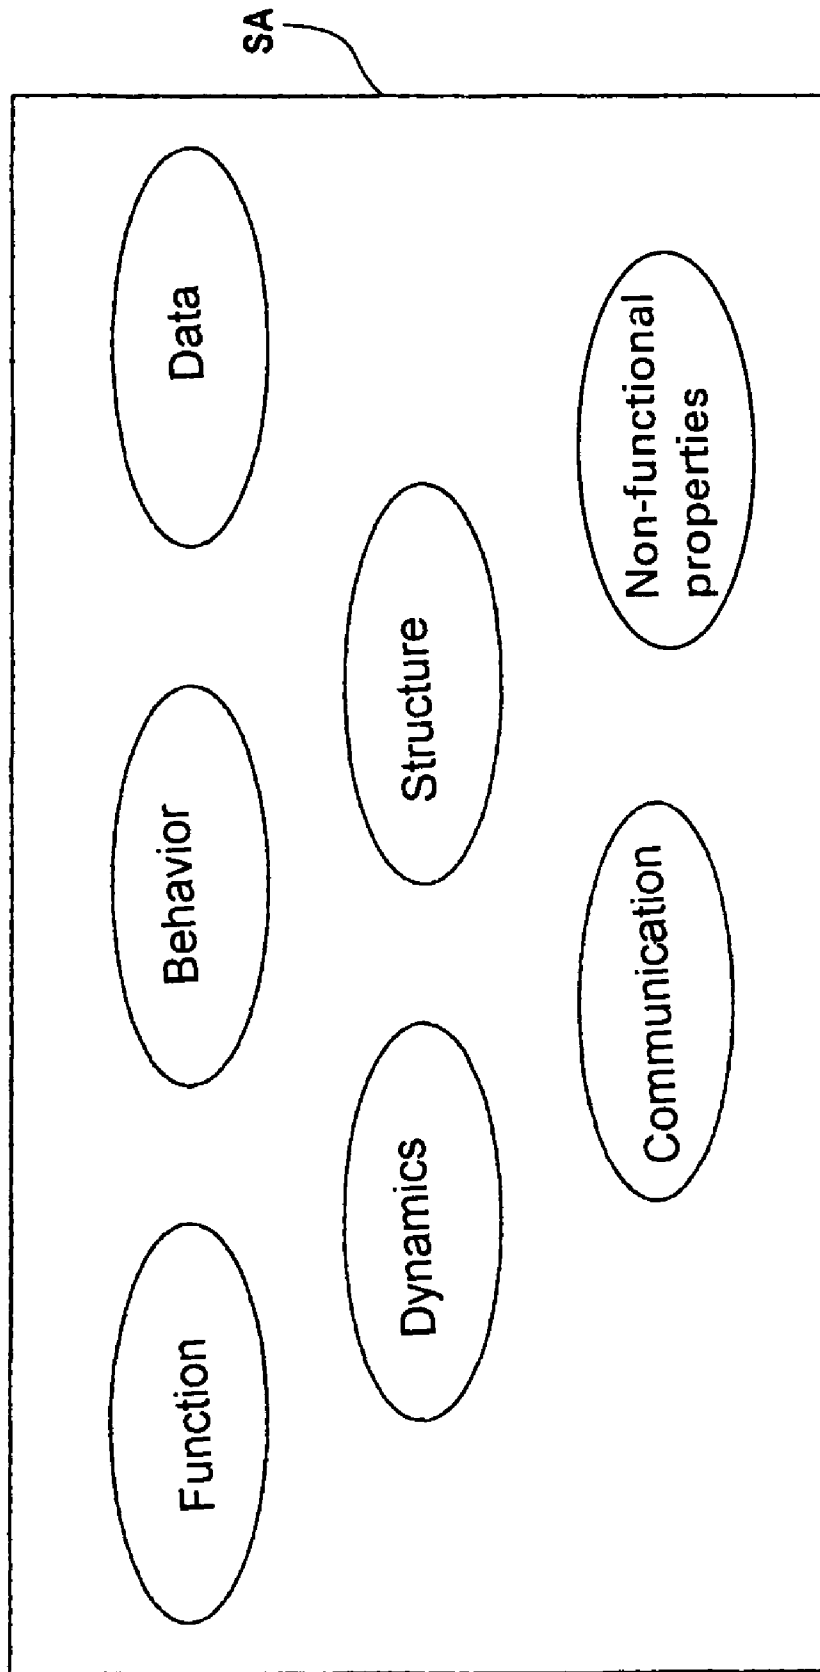 SA
Function
Behavior
Data
Dynamics
Structure
Communication
Non-functional
properties